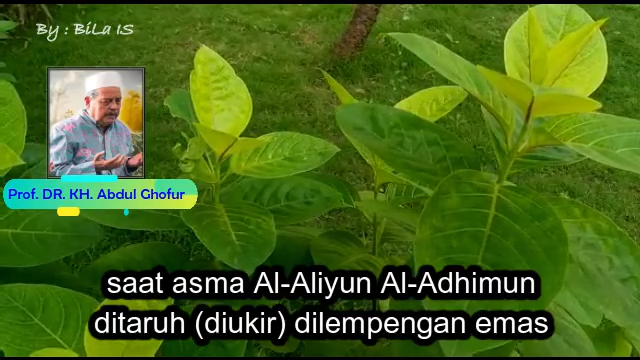 By : BiLa IS
Prof. DR. KH. Abdul Ghofur
saat asma Al-Aliyun Al-Adhimun
ditaruh (diukir) dilempengan emas